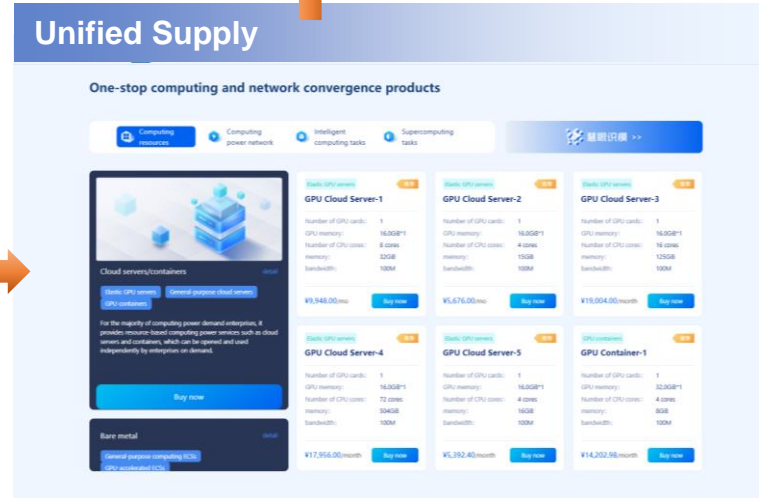 Unified Supply
One-stop computing and network convergence products
Computing
resources
Computing
power network
Intelligent
computing tasks
Supercomputing
tasks
慧眼识模 >>
Cloud servers/containers
detail
Elastic GPU servers
General-purpose cloud servers
GPU containers
For the majority of computing power demand enterprises, it
provides resource-based computing power services such as cloud
servers and containers, which can be opened and used
independently by enterprises on demand.
Buy now
Bare metal
detail
General-purpose computing ECSs
GPU-accelerated ECSs
Elastic GPU servers
GPU Cloud Server-1
Number of GPU cards: 1
GPU memory: 16.0GB*1
Number of CPU cores: 8 cores
memory: 32GB
bandwidth: 100M
¥9,948.00/mo
Buy now
Elastic GPU servers
GPU Cloud Server-2
Number of GPU cards: 1
GPU memory: 16.0GB*1
Number of CPU cores: 4 cores
memory: 15GB
bandwidth: 100M
¥5,676.00/mo
Buy now
Elastic GPU servers
GPU Cloud Server-3
Number of GPU cards: 1
GPU memory: 16.0GB*1
Number of CPU cores: 16 cores
memory: 125GB
bandwidth: 100M
¥19,004.00/month
Buy now
Elastic GPU servers
GPU Cloud Server-4
Number of GPU cards: 1
GPU memory: 16.0GB*1
Number of CPU cores: 72 cores
memory: 504GB
bandwidth: 100M
¥17,956.00/month
Buy now
Elastic GPU servers
GPU Cloud Server-5
Number of GPU cards: 1
GPU memory: 16.0GB*1
Number of CPU cores: 4 cores
memory: 16GB
bandwidth: 100M
¥5,392.40/month
Buy now
GPU containers
GPU Container-1
Number of GPU cards: 1
GPU memory: 32.0GB*1
Number of CPU cores: 4 cores
memory: 8GB
bandwidth: 100M
¥14,202.98/month
Buy now